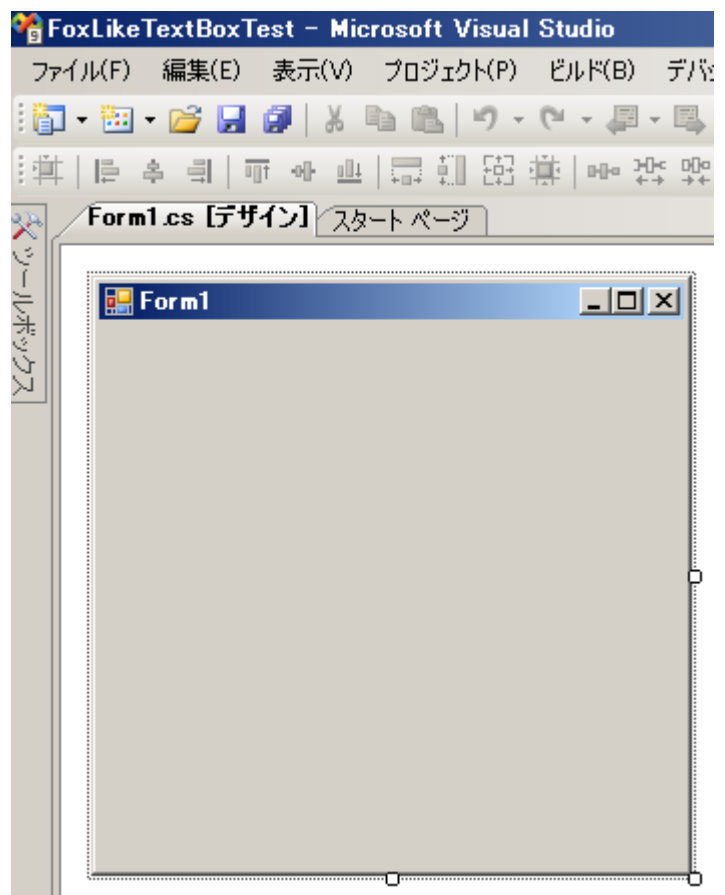 FoxLikeTextBoxTest - Microsoft Visual Studio
ファイル(F) 編集(E) 表示(V) プロジェクト(P) ビルド(B)
Form1.cs [デザイン] スタート ページ
ツールボックス
Form1